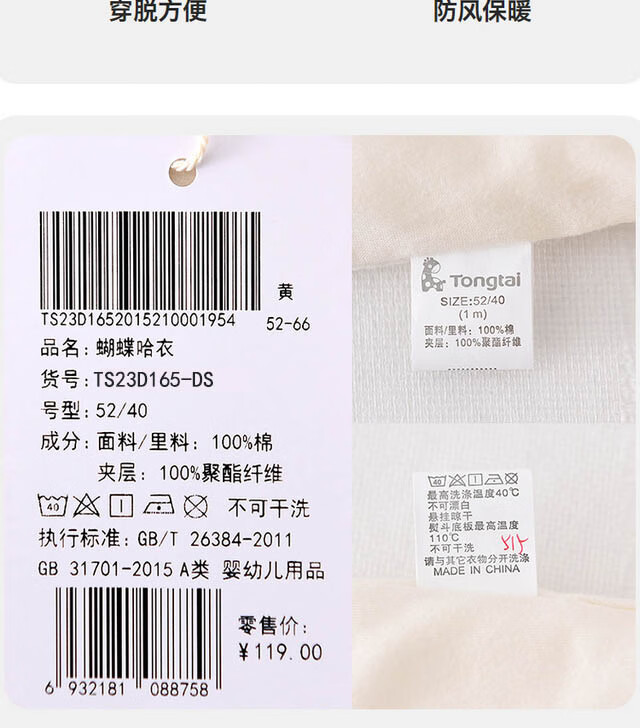 穿脱方便
防风保暖
黄
TS23D1652015210001954
52-66
品名: 蝴蝶哈衣
货号: TS23D165-DS
号型: 52/40
成分: 面料/里料: 100%棉
夹层: 100%聚酯纤维
40
不可干洗
执行标准: GB/T 26384-2011
GB 31701-2015 A类 婴幼儿用品
零售价:
¥119.00
6 932181 088758
Tongtai
SIZE:52/40
(1m)
面料/里料: 100%棉
夹层: 100%聚酯纤维
40
最高洗涤温度40℃
不可漂白
悬挂晾干
熨斗底板最高温度
110℃
不可干洗
515
请与其它衣物分开洗涤
MADE IN CHINA